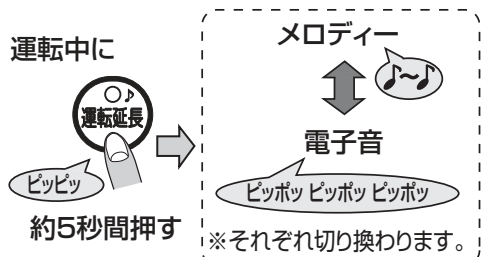 運転中に
運転延長
ピッピッ
約5秒間押す
メロディー
電子音
ピッポッ ピッポッ ピッポッ
※それぞれ切り換わります。